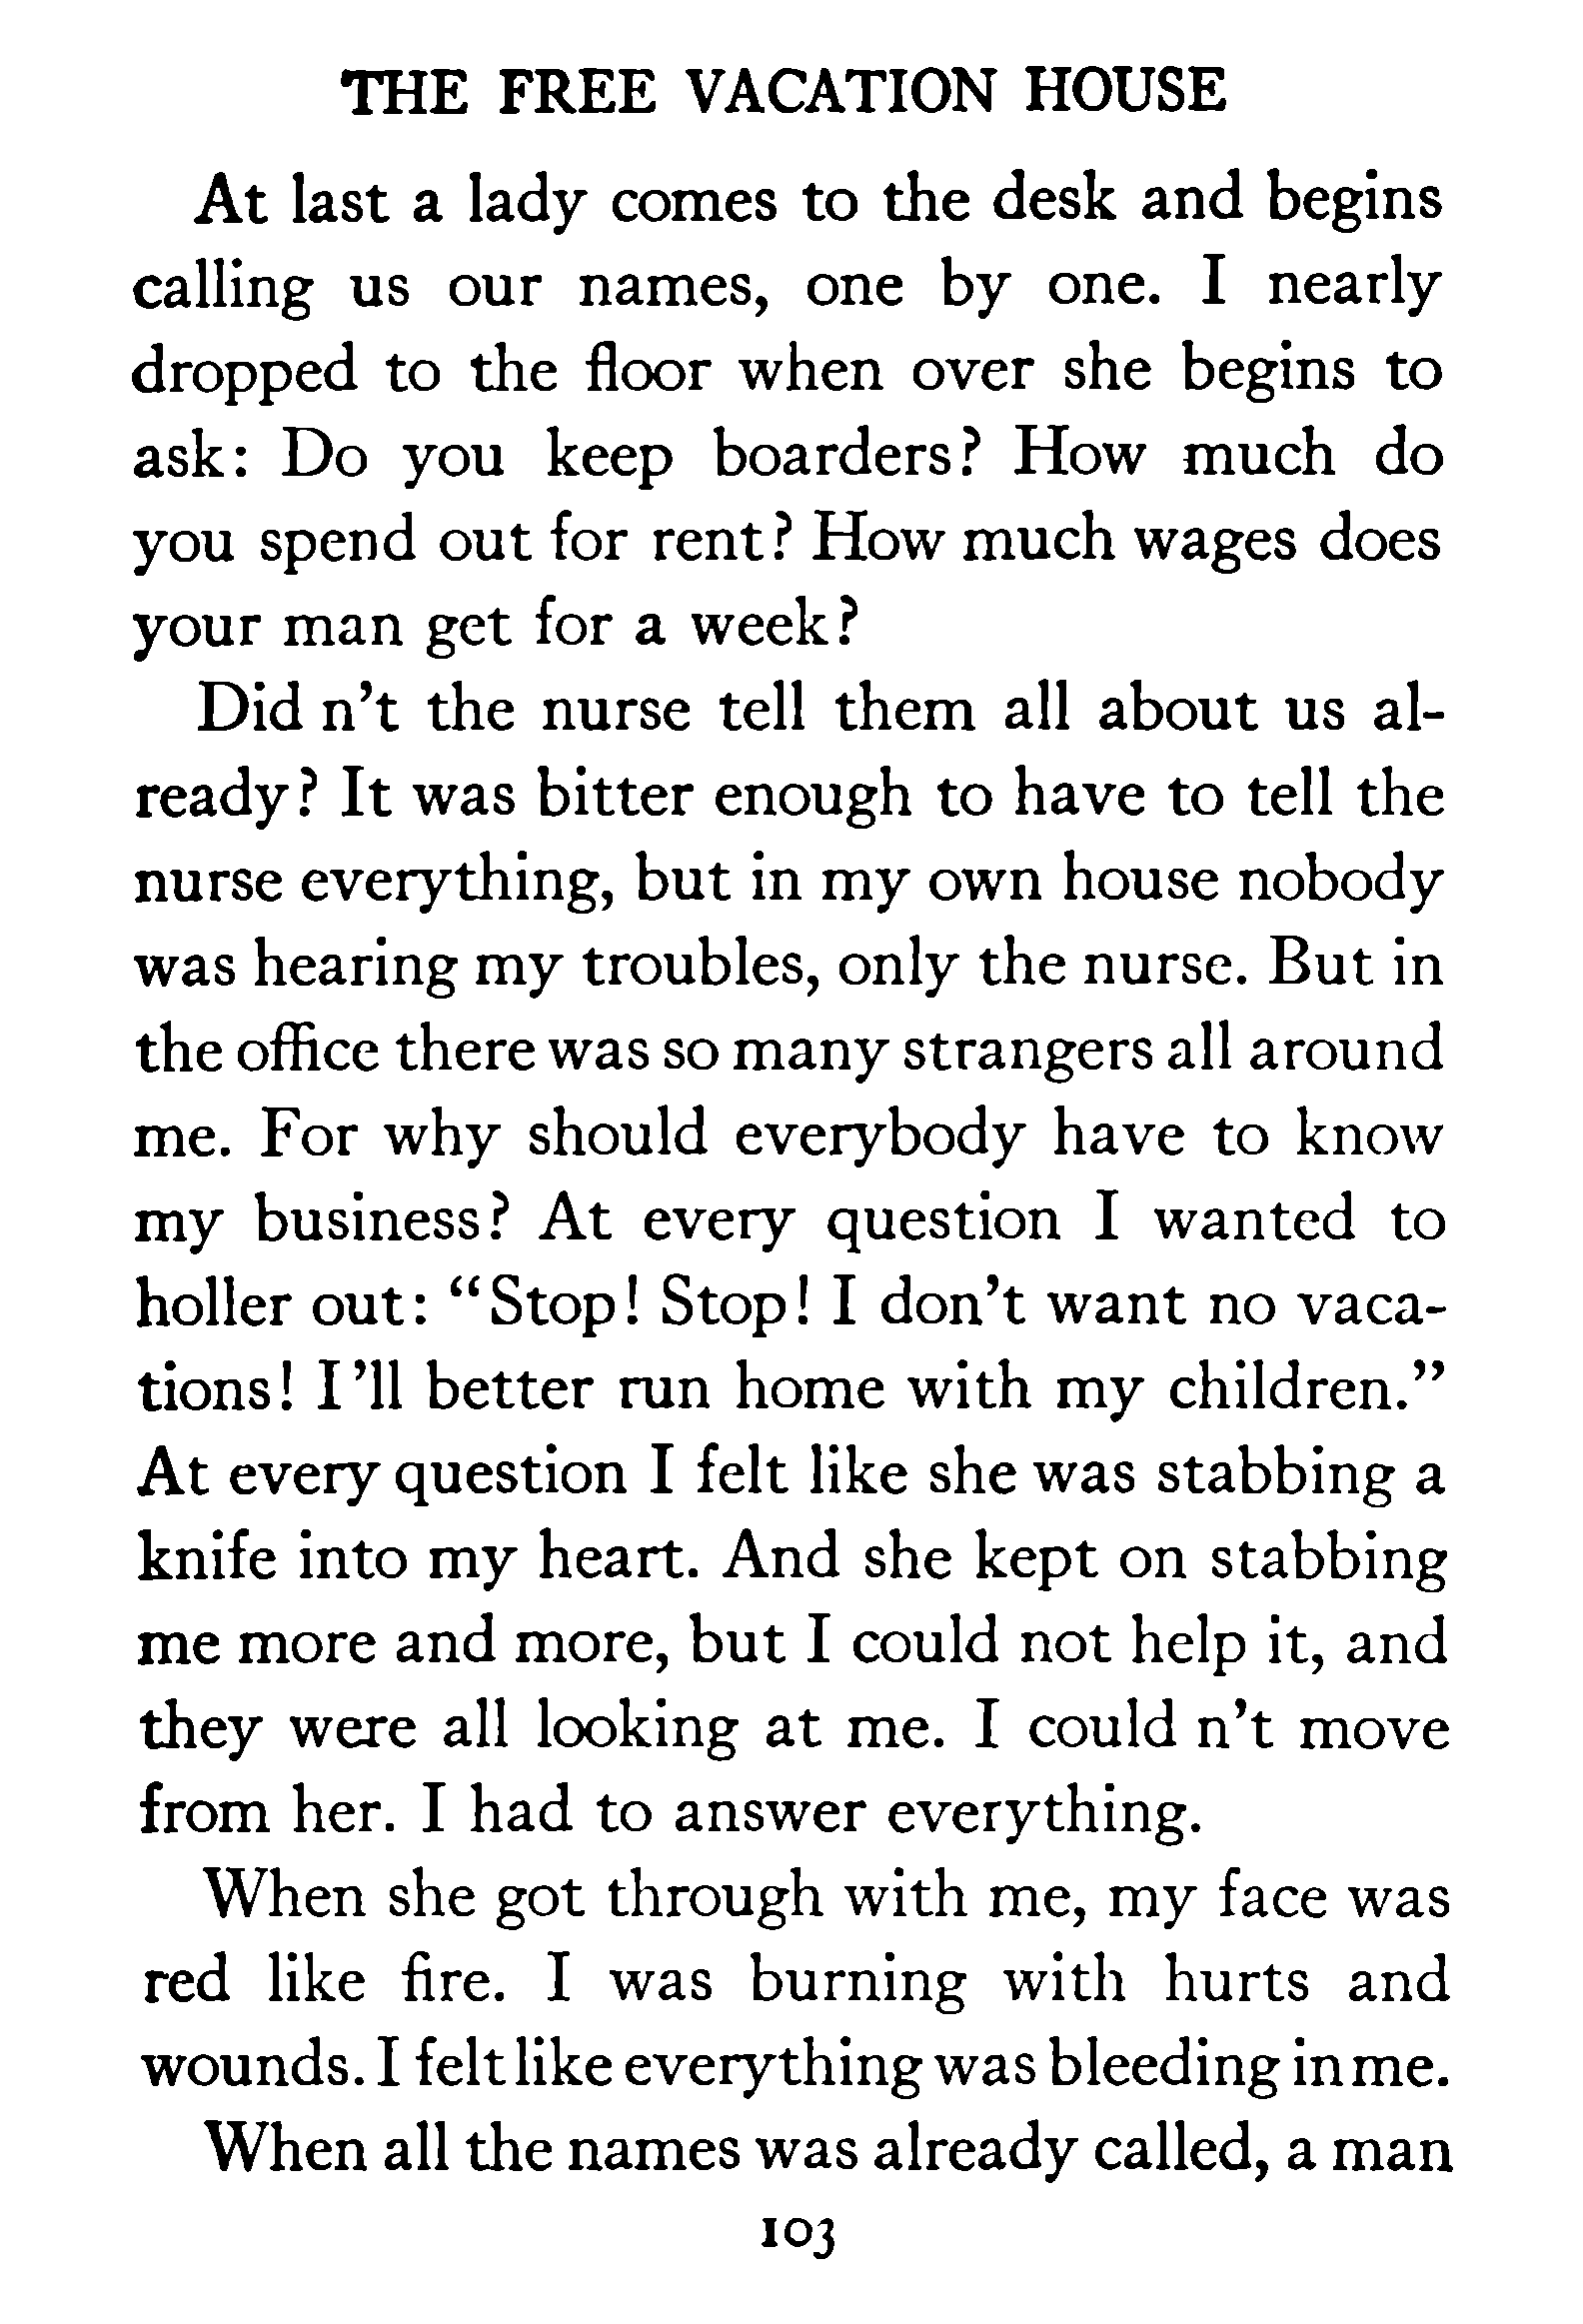 THE FREE VACATION HOUSE
At last a lady comes to the desk and begins
calling us our names, one by one. I nearly
dropped to the floor when over she begins to
ask: Do you keep boarders? How much do
you spend out for rent? How much wages does
your man get for a week?
Did n't the nurse tell them all about us al-
ready? It was bitter enough to have to tell the
nurse everything, but in my own house nobody
was hearing my troubles, only the nurse. But in
the office there was so many strangers all around
me. For why should everybody have to know
my business? At every question I wanted to
holler out: "Stop! Stop! I don't want no vaca-
tions! I 'll better run home with my children."
At every question I felt like she was stabbing a
knife into my heart. And she kept on stabbing
me more and more, but I could not help it, and
they were all looking at me. I could n't move
from her. I had to answer everything.
When she got through with me, my face was
red like fire. I was burning with hurts and
wounds. I felt like everything was bleeding in me.
When all the names was already called, a man
103